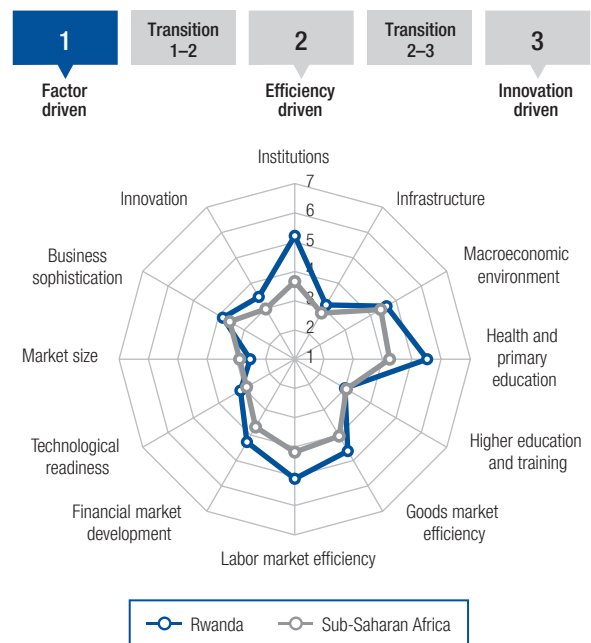 1
Transition
1–2
2
Transition
2–3
3
Factor
driven
Efficiency
driven
Innovation
driven
Institutions
7
Innovation
Infrastructure
6
5
Business
sophistication
Macroeconomic
environment
4
3
2
Market size
1
Health and
primary
education
Technological
readiness
Higher education
and training
Financial market
development
Goods market
efficiency
Labor market efficiency
Rwanda
Sub-Saharan Africa